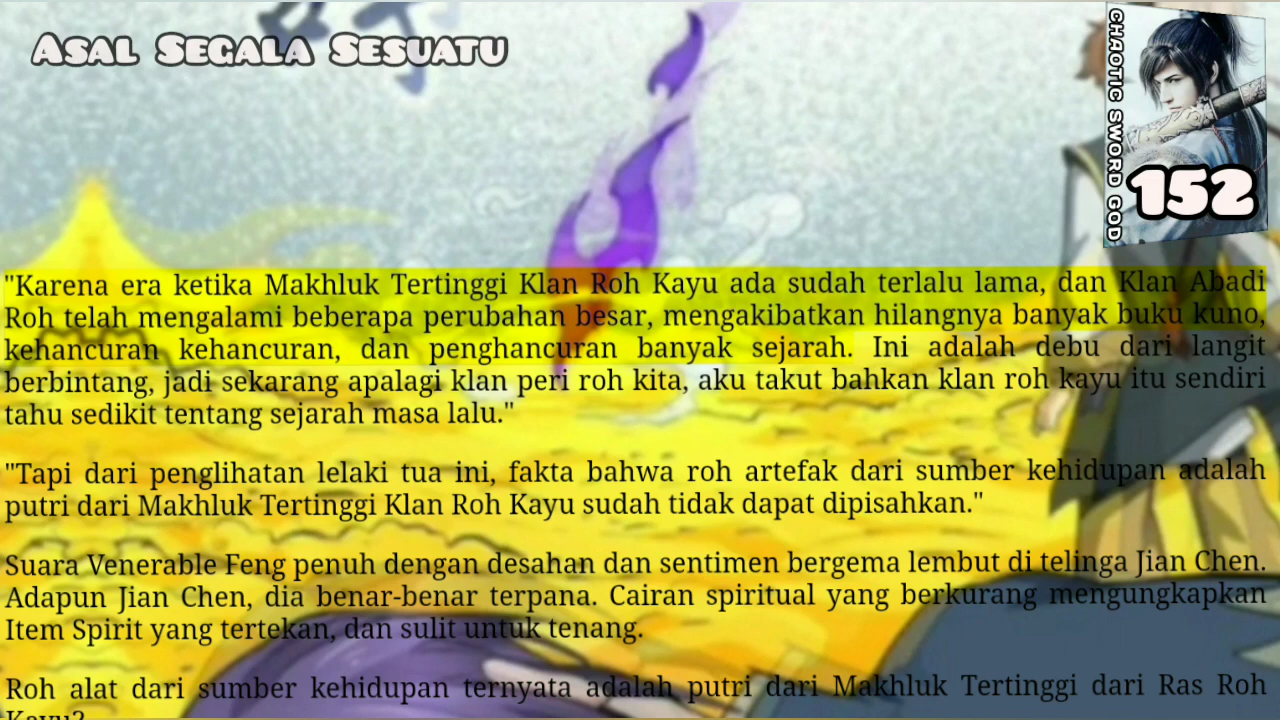 Asal Segala Sesuatu
CHAOTIC SWORD GOD
152
"Karena era ketika Makhluk Tertinggi Klan Roh Kayu ada sudah terlalu lama, dan Klan Abadi
Roh telah mengalami beberapa perubahan besar, mengakibatkan hilangnya banyak buku kuno,
kehancuran kehancuran, dan penghancuran banyak sejarah. Ini adalah debu dari langit
berbintang, jadi sekarang apalagi klan peri roh kita, aku takut bahkan klan roh kayu itu sendiri
tahu sedikit tentang sejarah masa lalu."
"Tapi dari penglihatan lelaki tua ini, fakta bahwa roh artefak dari sumber kehidupan adalah
putri dari Makhluk Tertinggi Klan Roh Kayu sudah tidak dapat dipisahkan."
Suara Venerable Feng penuh dengan desahan dan sentimen bergema lembut di telinga Jian Chen.
Adapun Jian Chen, dia benar-benar terpana. Cairan spiritual yang berkurang mengungkapkan
Item Spirit yang tertekan, dan sulit untuk tenang.
Roh alat dari sumber kehidupan ternyata adalah putri dari Makhluk Tertinggi dari Ras Roh
Kayu?